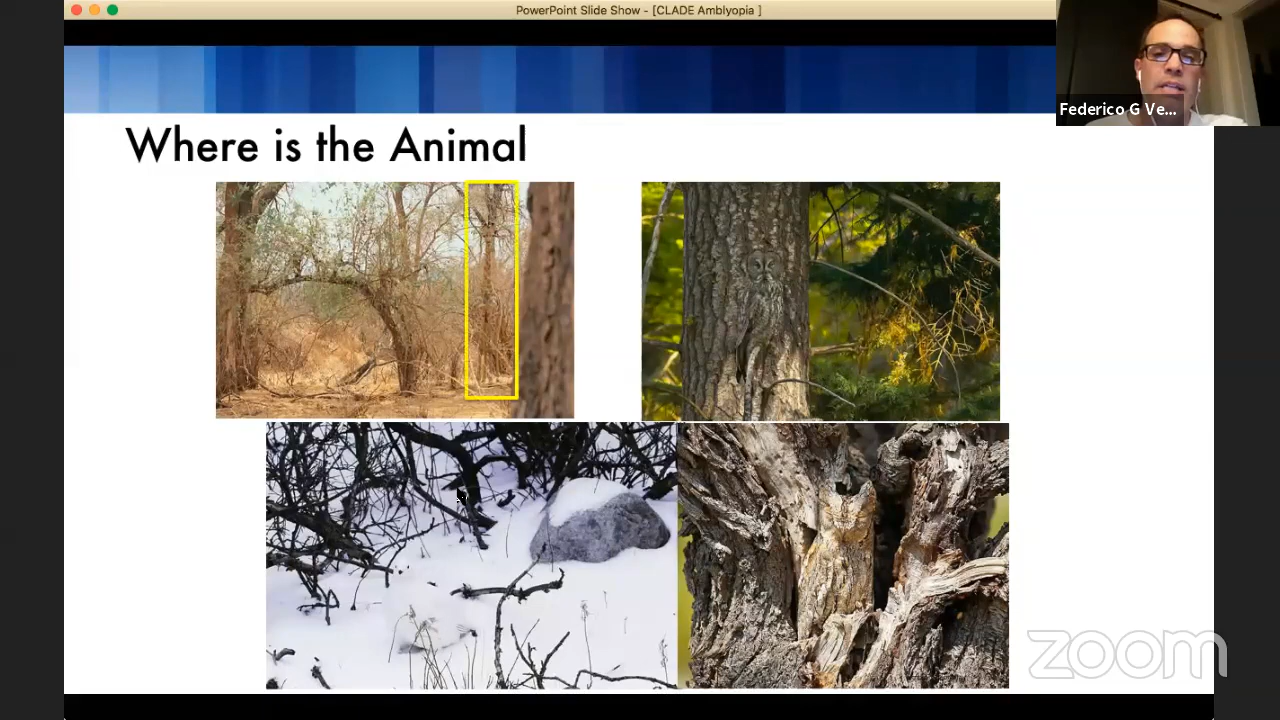 PowerPoint Slide Show - [CLADE Amblyopia ]
Federico G Ve...
Where is the Animal
zoom